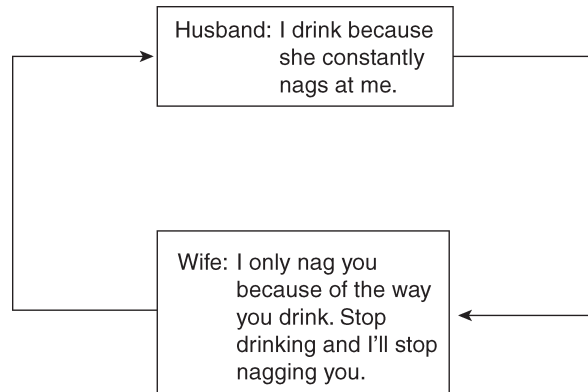 Husband: I drink because
she constantly
nags at me.
Wife: I only nag you
because of the way
you drink. Stop
drinking and I'll stop
nagging you.